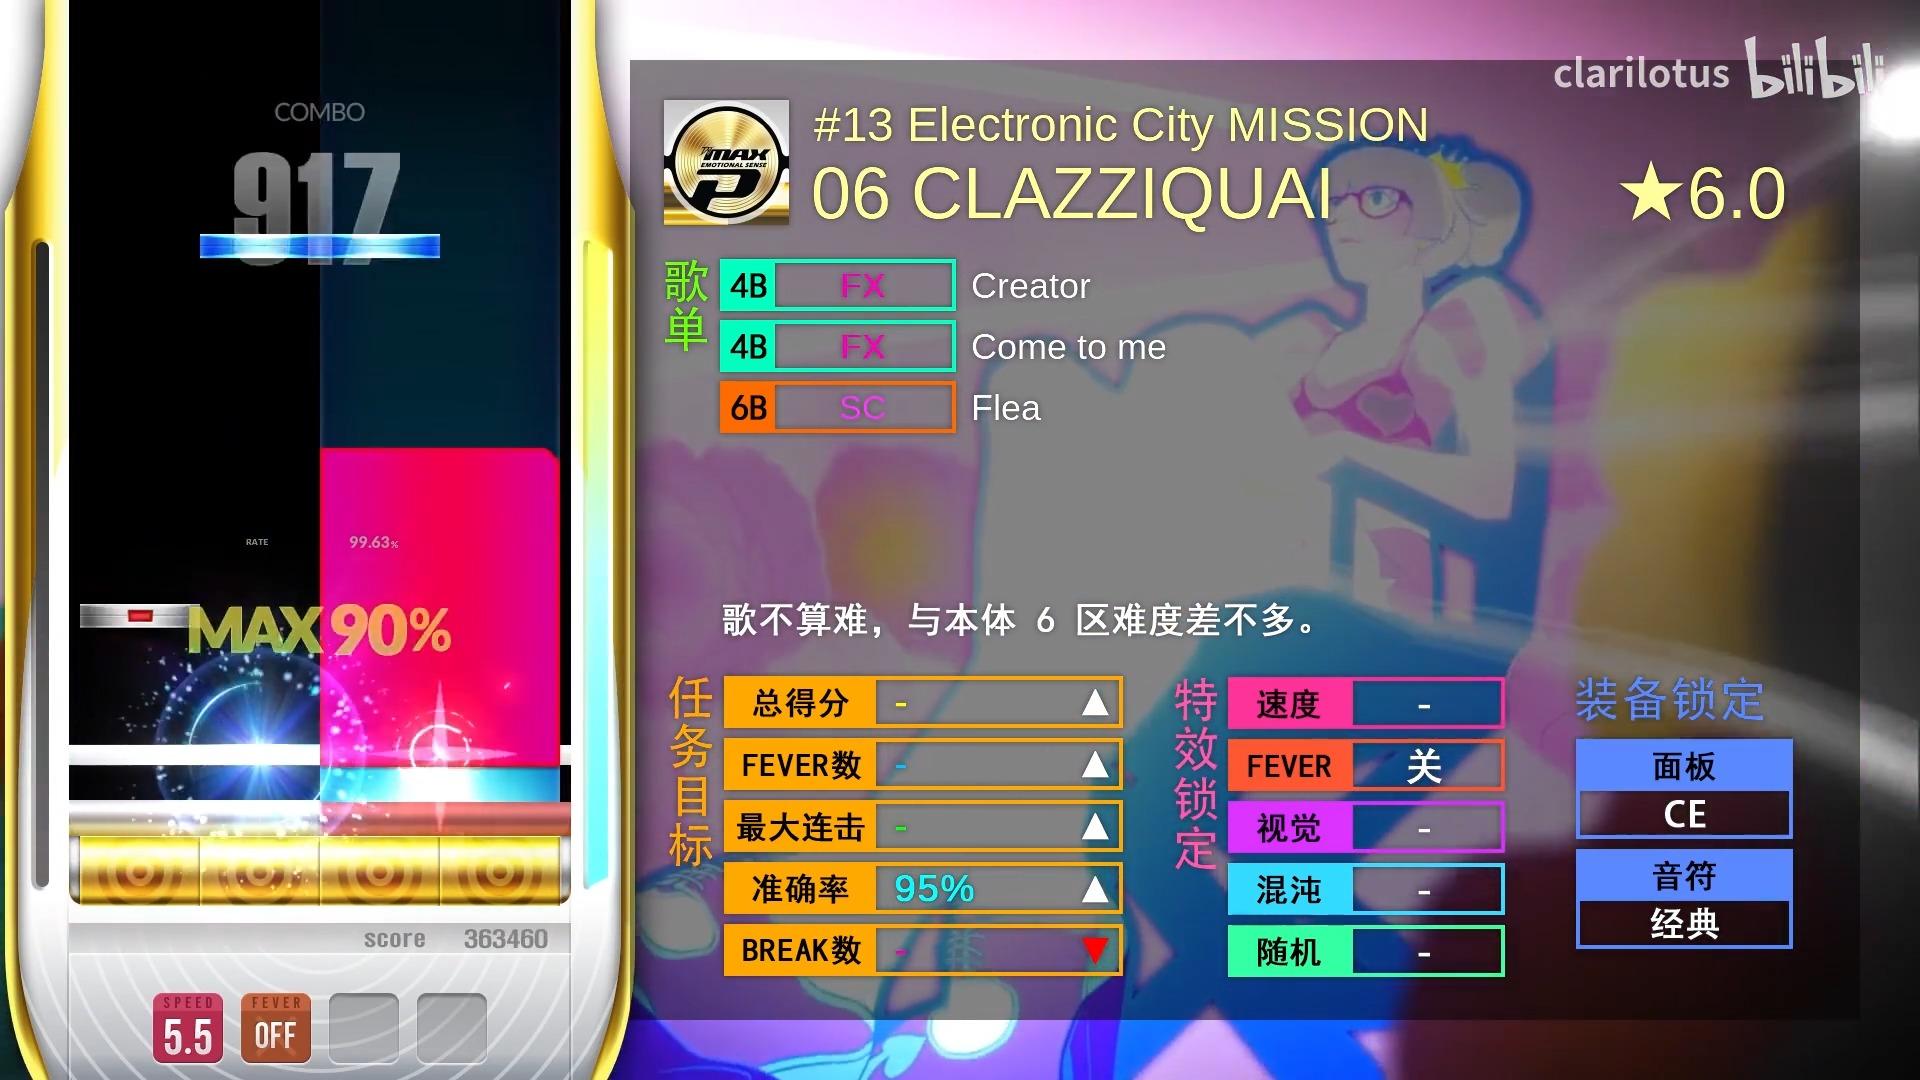 clarilotus bilibili
COMBO
917
RATE 99.63%
MAX 90%
score 363460
SPEED
5.5
FEVER
OFF
MAX
EMOTIONAL SENSE
P
#13 Electronic City MISSION
06 CLAZZIQUAI
★6.0
歌单
4B FX Creator
4B FX Come to me
6B SC Flea
歌不算难，与本体 6 区难度差不多。
任务目标
总得分 - ▲
FEVER数 - ▲
最大连击 - ▲
准确率 95% ▲
BREAK数 - ▼
特效锁定
速度 -
FEVER 关
视觉 -
混沌 -
随机 -
装备锁定
面板
CE
音符
经典